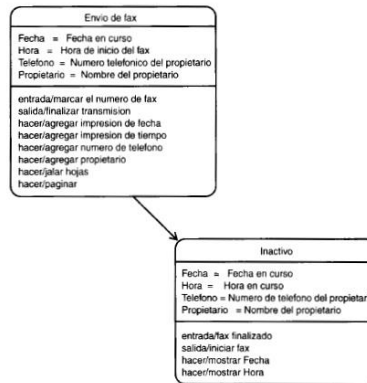 Envio de fax
Fecha = Fecha en curso
Hora = Hora de inicio del fax
Telefono = Numero telefonico del propietario
Propietario = Nombre del propietario
entrada/marcar el numero de fax
salida/finalizar transmision
hacer/agregar impresion de fecha
hacer/agregar impresion de tiempo
hacer/agregar numero de telefono
hacer/agregar propietario
hacer/jalar hojas
hacer/paginar
Inactivo
Fecha = Fecha en curso
Hora = Hora en curso
Telefono = Numero de telefono del propietar
Propietario = Nombre del propietario
entrada/fax finalizado
salida/iniciar fax
hacer/mostrar Fecha
hacer/mostrar Hora